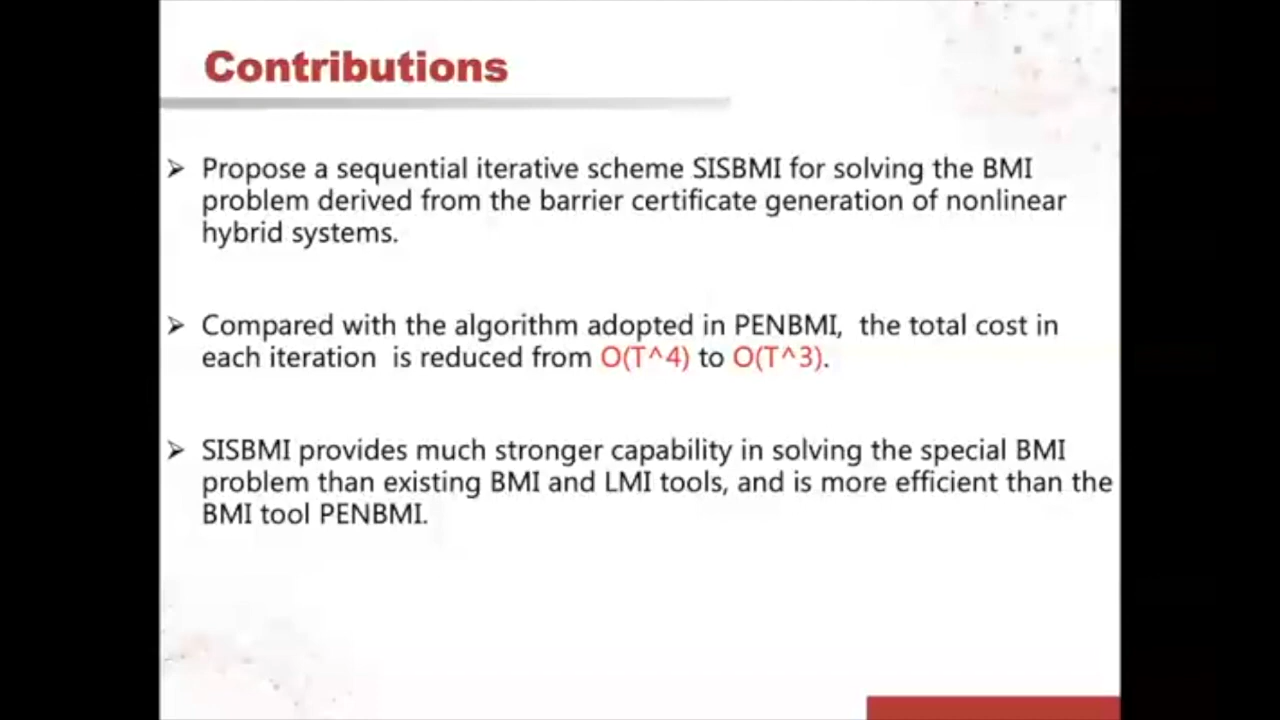 Contributions
➢ Propose a sequential iterative scheme SISBMI for solving the BMI
problem derived from the barrier certificate generation of nonlinear
hybrid systems.
➢ Compared with the algorithm adopted in PENBMI,  the total cost in
each iteration  is reduced from O(T^4) to O(T^3).
➢ SISBMI provides much stronger capability in solving the special BMI
problem than existing BMI and LMI tools, and is more efficient than the
BMI tool PENBMI.